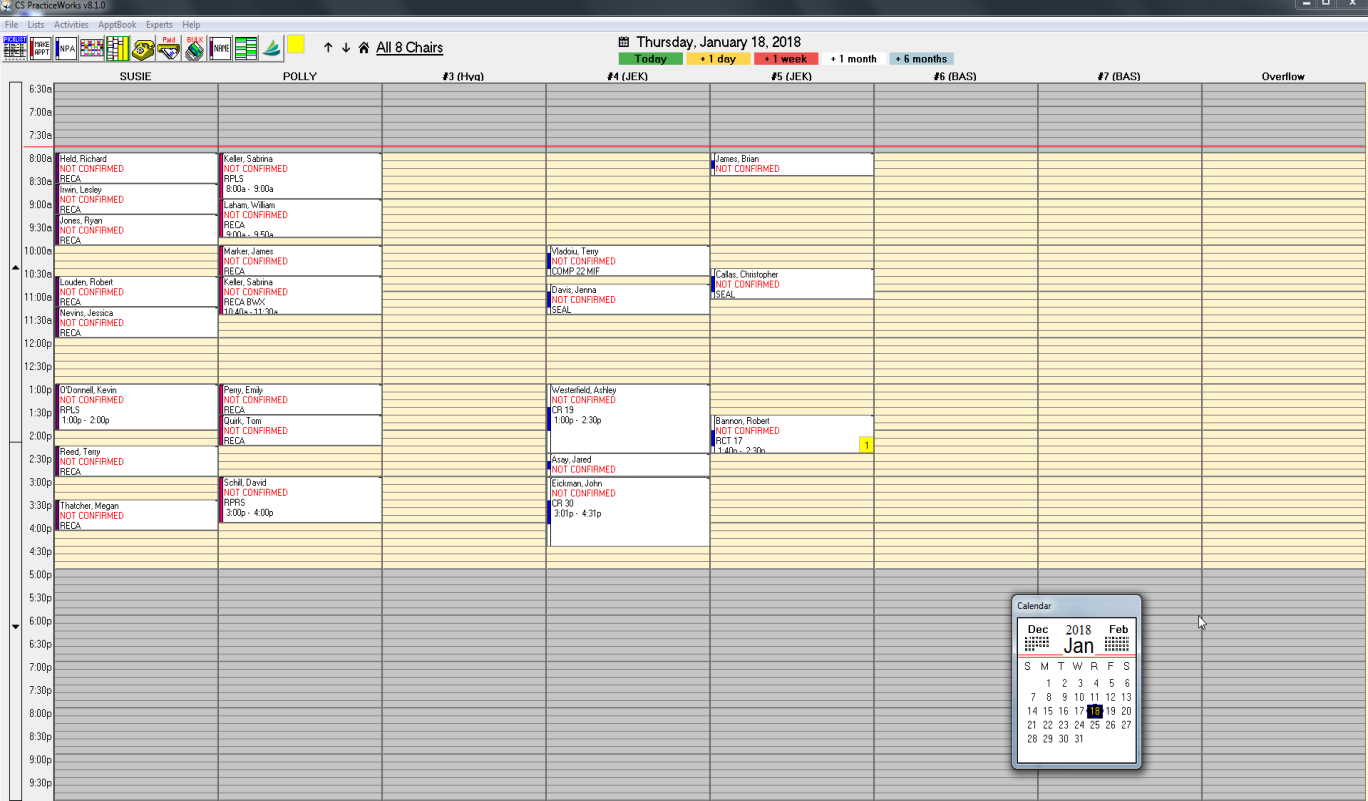 CS PracticeWorks v8.1.0
File Lists Activities ApptBook Experts Help
PICKLIST MAKE APPT NPA Paid BULK NAME All 8 Chairs
Thursday, January 18, 2018
Today + 1 day + 1 week + 1 month + 6 months
SUSIE POLLY #3 (Hyg) #4 (JEK) #5 (JEK) #6 (BAS) #7 (BAS) Overflow
6:30a
7:00a
7:30a
8:00a
8:30a
9:00a
9:30a
10:00a
10:30a
11:00a
11:30a
12:00p
12:30p
1:00p
1:30p
2:00p
2:30p
3:00p
3:30p
4:00p
4:30p
5:00p
5:30p
6:00p
6:30p
7:00p
7:30p
8:00p
8:30p
9:00p
9:30p
Held, Richard
NOT CONFIRMED
RECA
Irwin, Lesley
NOT CONFIRMED
RECA
Jones, Ryan
NOT CONFIRMED
RECA
Louden, Robert
NOT CONFIRMED
RECA
Nevins, Jessica
NOT CONFIRMED
RECA
O'Donnell, Kevin
NOT CONFIRMED
RPLS
1:00p - 2:00p
Reed, Terry
NOT CONFIRMED
RECA
Thatcher, Megan
NOT CONFIRMED
RECA
Keller, Sabrina
NOT CONFIRMED
RPLS
8:00a - 9:00a
Laham, William
NOT CONFIRMED
RECA
9:00a - 9:50a
Marker, James
NOT CONFIRMED
RECA
Keller, Sabrina
NOT CONFIRMED
RECA BWX
10:40a - 11:30a
Perry, Emily
NOT CONFIRMED
RECA
Quirk, Tom
NOT CONFIRMED
RECA
Schill, David
NOT CONFIRMED
RPRS
3:00p - 4:00p
Vladoiu, Terry
NOT CONFIRMED
COMP 22 MIF
Davis, Jenna
NOT CONFIRMED
SEAL
Westerfield, Ashley
NOT CONFIRMED
CR 19
1:00p - 2:30p
Asay, Jared
NOT CONFIRMED
Eickman, John
NOT CONFIRMED
CR 30
3:01p - 4:31p
James, Brian
NOT CONFIRMED
Callas, Christopher
NOT CONFIRMED
SEAL
Bannon, Robert
NOT CONFIRMED
RCT 17
1:40p - 2:30p
1
Calendar
Dec 2018 Feb
Jan
S M T W R F S
1 2 3 4 5 6
7 8 9 10 11 12 13
14 15 16 17 18 19 20
21 22 23 24 25 26 27
28 29 30 31